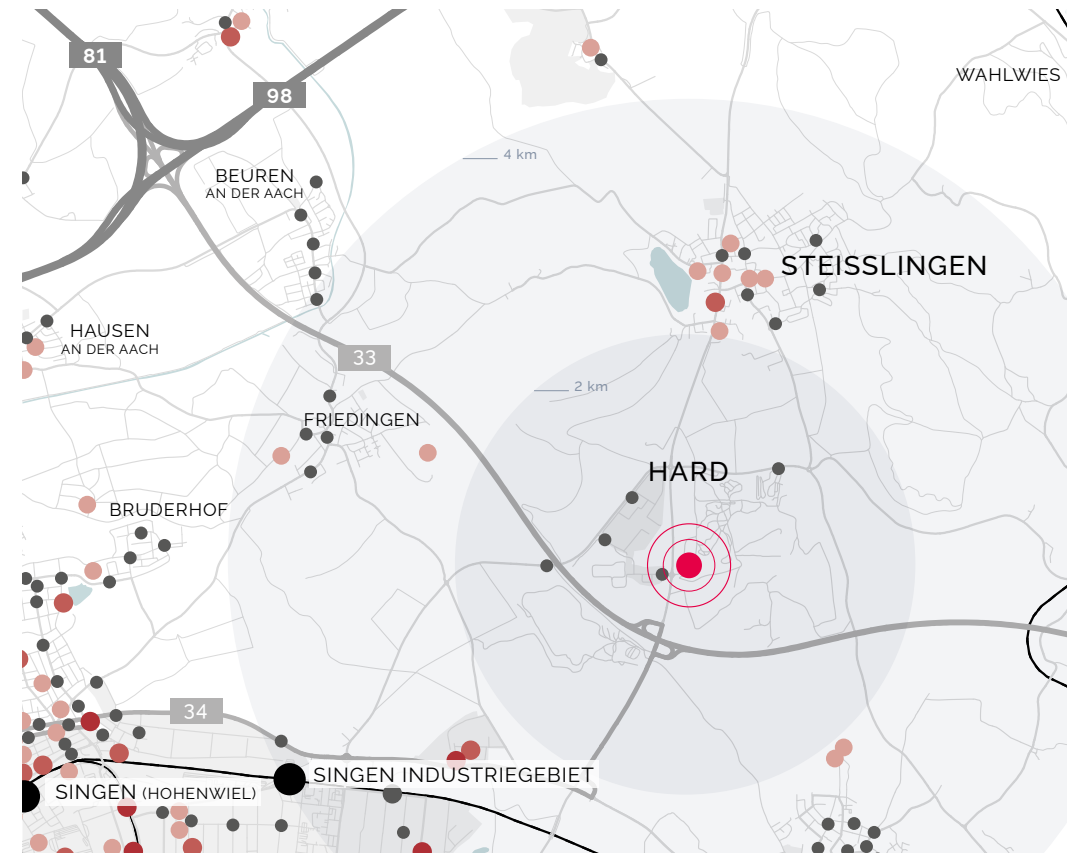 81
98
WAHLWIES
4 km
BEUREN
AN DER AACH
STEISSLINGEN
HAUSEN
AN DER AACH
33
2 km
FRIEDINGEN
HARD
BRUDERHOF
34
SINGEN INDUSTRIEGEBIET
SINGEN (HOHENWIEL)